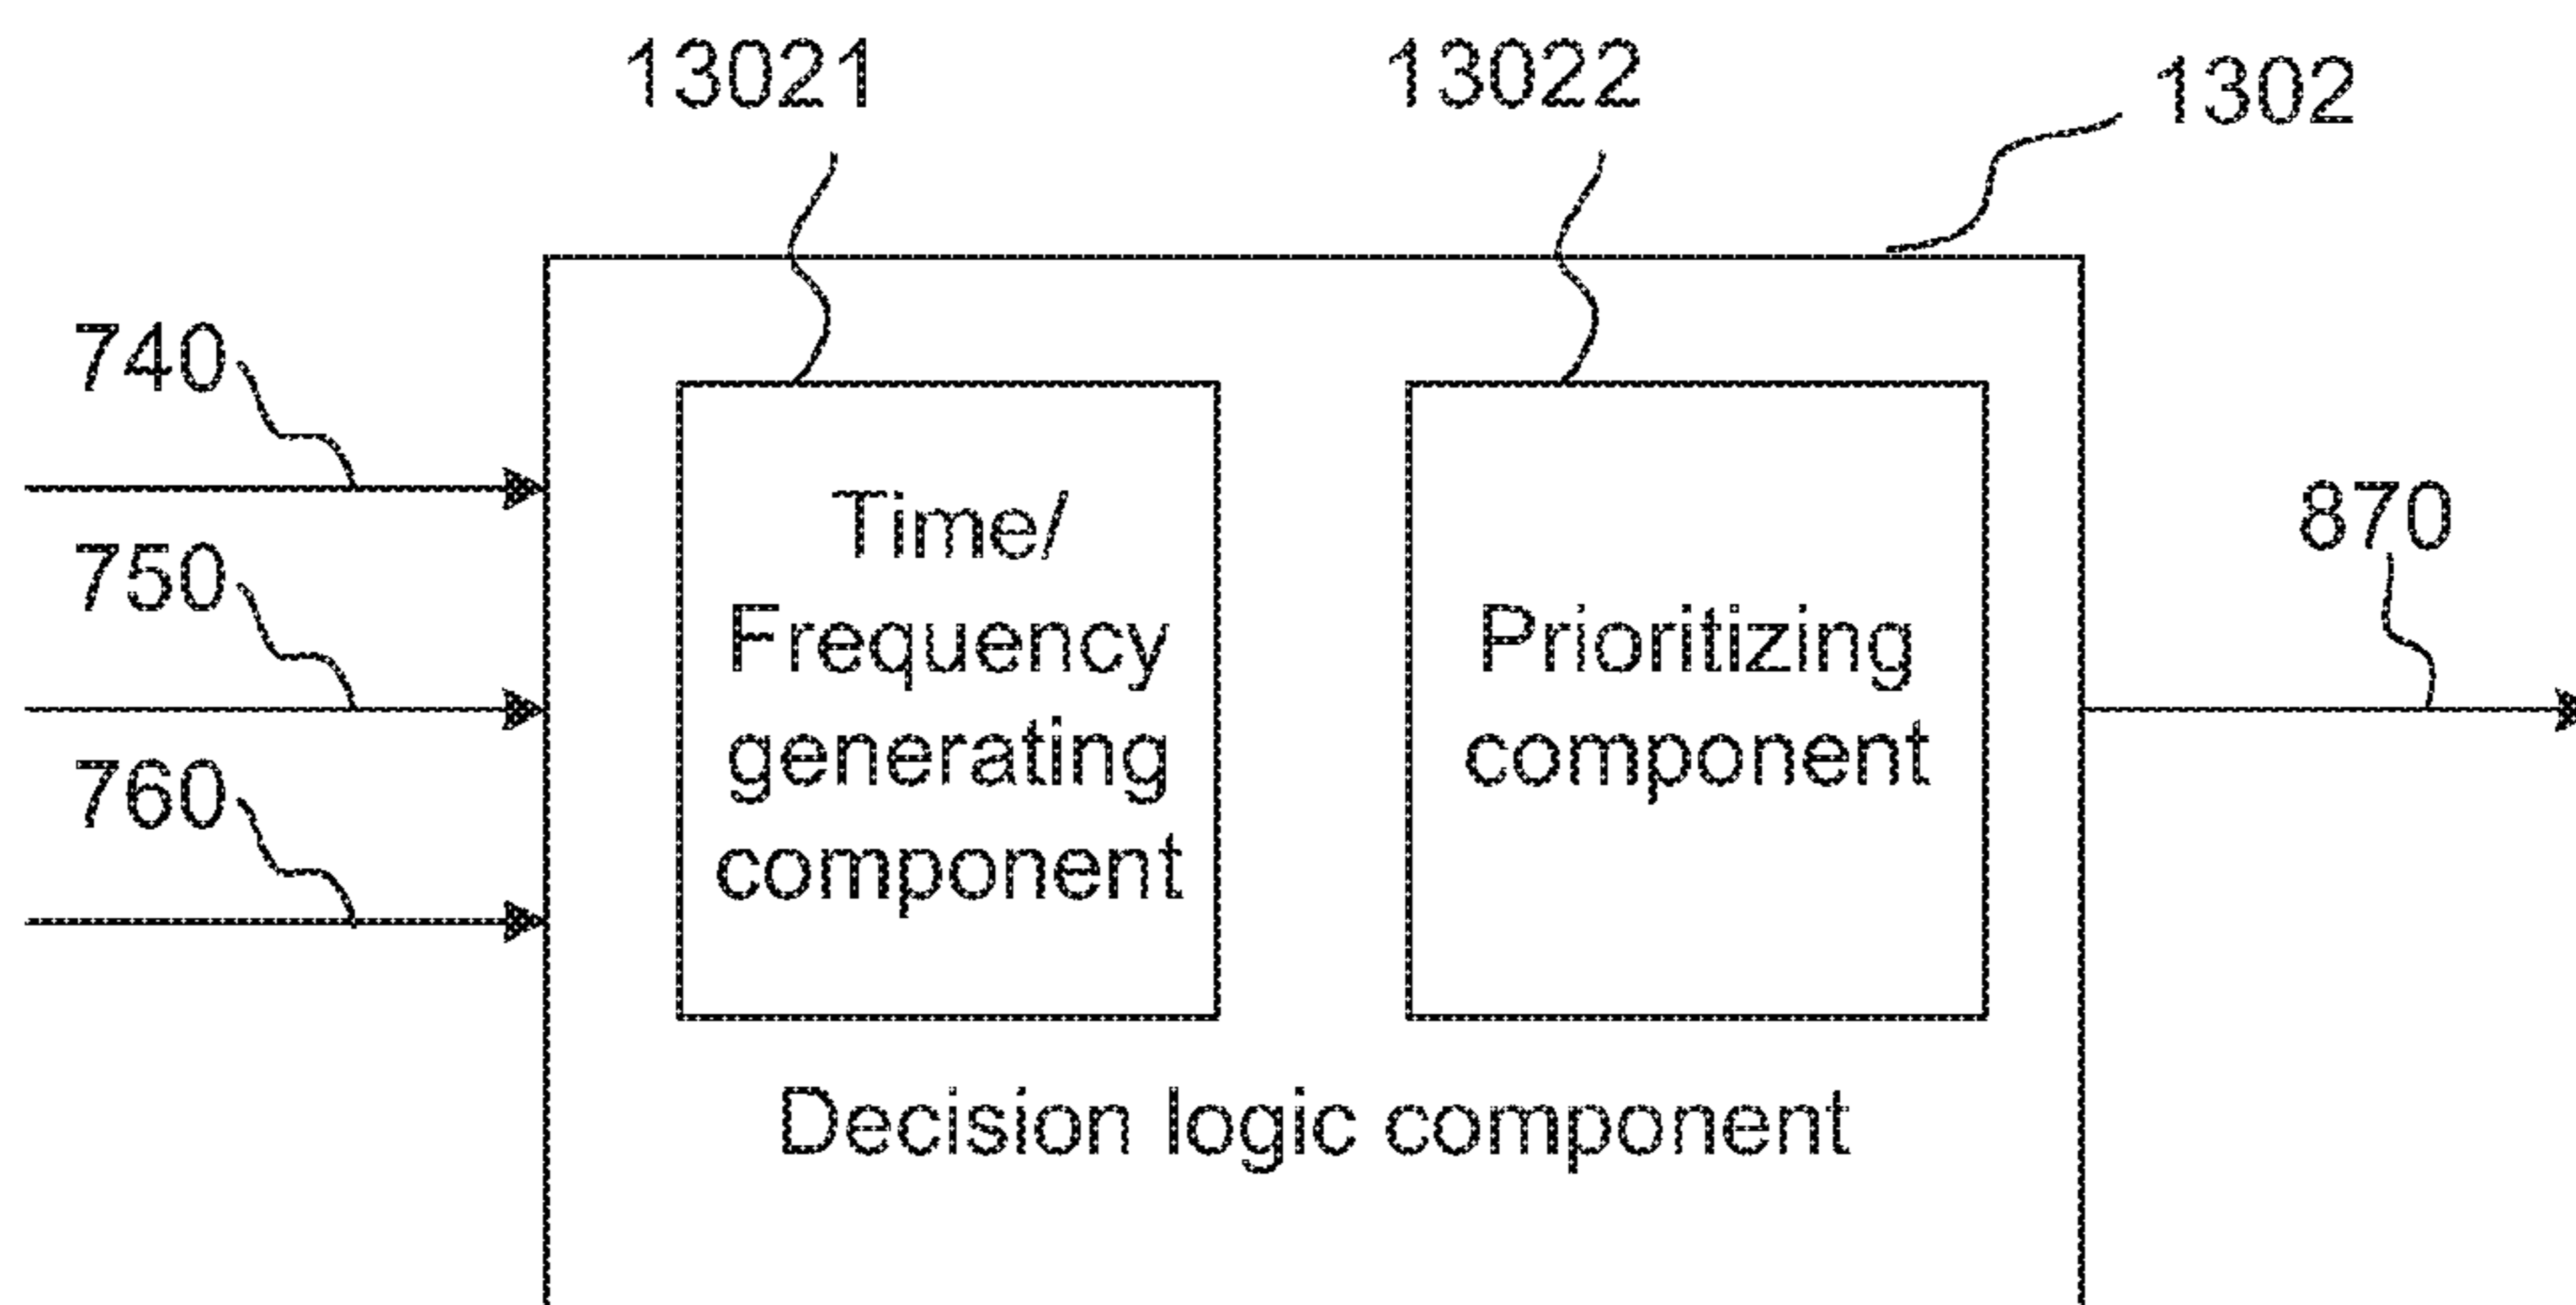 13021
13022
1302
740
750
760
Time/
Frequency
generating
component
Prioritizing
component
870
Decision logic component